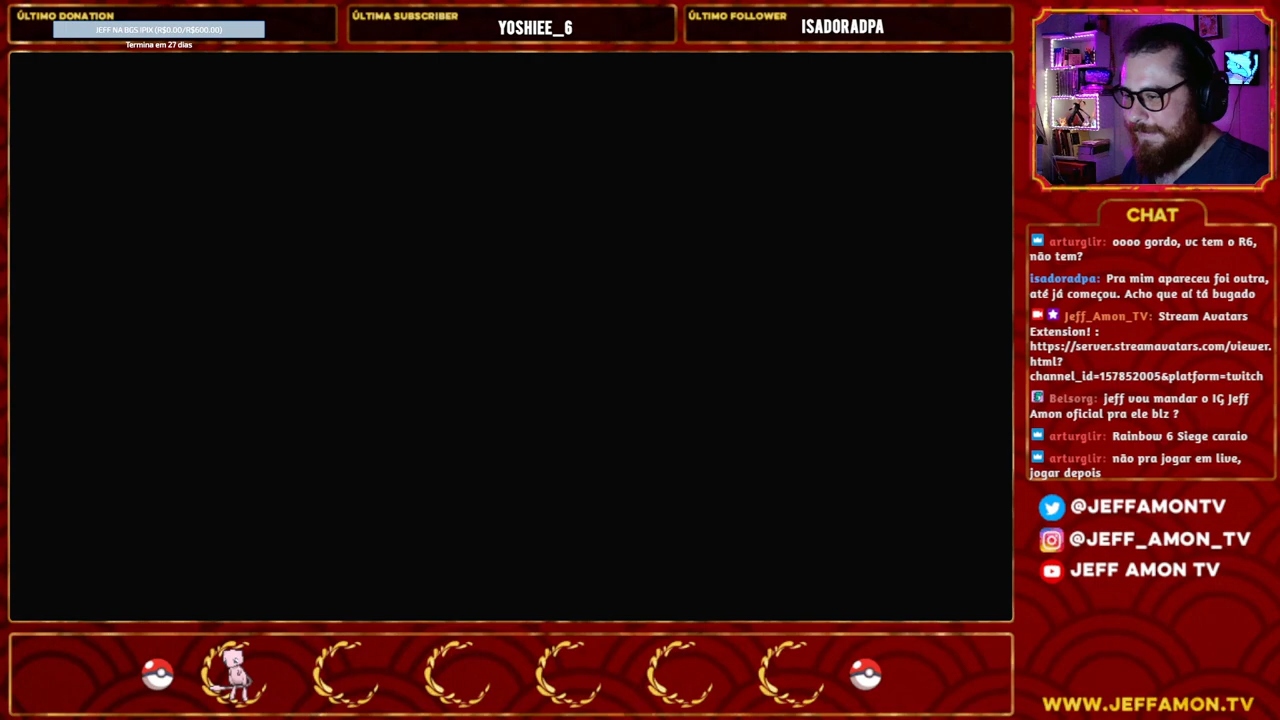 ÚLTIMO DONATION
JEFF NA BGS IPIX (R$0.00/R$600.00)
Termina em 27 dias
ÚLTIMA SUBSCRIBER
YOSHIEE_6
ÚLTIMO FOLLOWER
ISADORADPA
CHAT
arturglir: oooo gordo, vc tem o R6,
não tem?
isadoradpa: Pra mim apareceu foi outra,
até já começou. Acho que aí tá bugado
Jeff_Amon_TV: Stream Avatars
Extension! :
https://server.streamavatars.com/viewer.
html?
channel_id=157852005&platform=twitch
Belsorg: jeff vou mandar o IG Jeff
Amon oficial pra ele blz ?
arturglir: Rainbow 6 Siege caraio
arturglir: não pra jogar em live,
jogar depois
@JEFFAMONTV
@JEFF_AMON_TV
JEFF AMON TV
WWW.JEFFAMON.TV